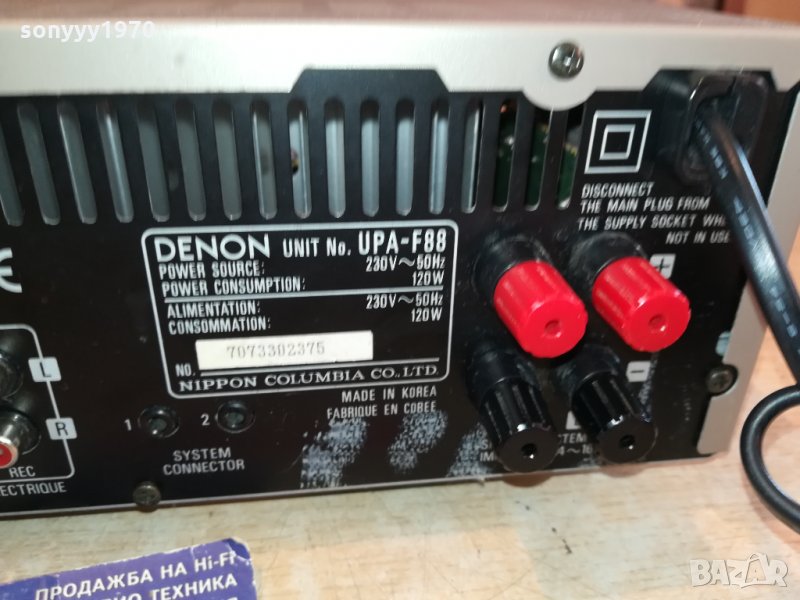 sonyyy1970
DISCONNECT
THE MAIN PLUG FROM
THE SUPPLY SOCKET WHE
NOT IN USE
DENON UNIT No. UPA-F88
POWER SOURCE: 230V~50Hz
POWER CONSUMPTION: 120W
ALIMENTATION: 230V~50Hz
CONSOMMATION: 120W
NO. 7073302375
NIPPON COLUMBIA CO., LTD.
MADE IN KOREA
FABRIQUE EN COREE
+
−
L
R
REC
ECTRIQUE
1 2
SYSTEM
CONNECTOR
ПРОДАЖБА НА Hi-Fi
ТЕХНИКА
BAZAR